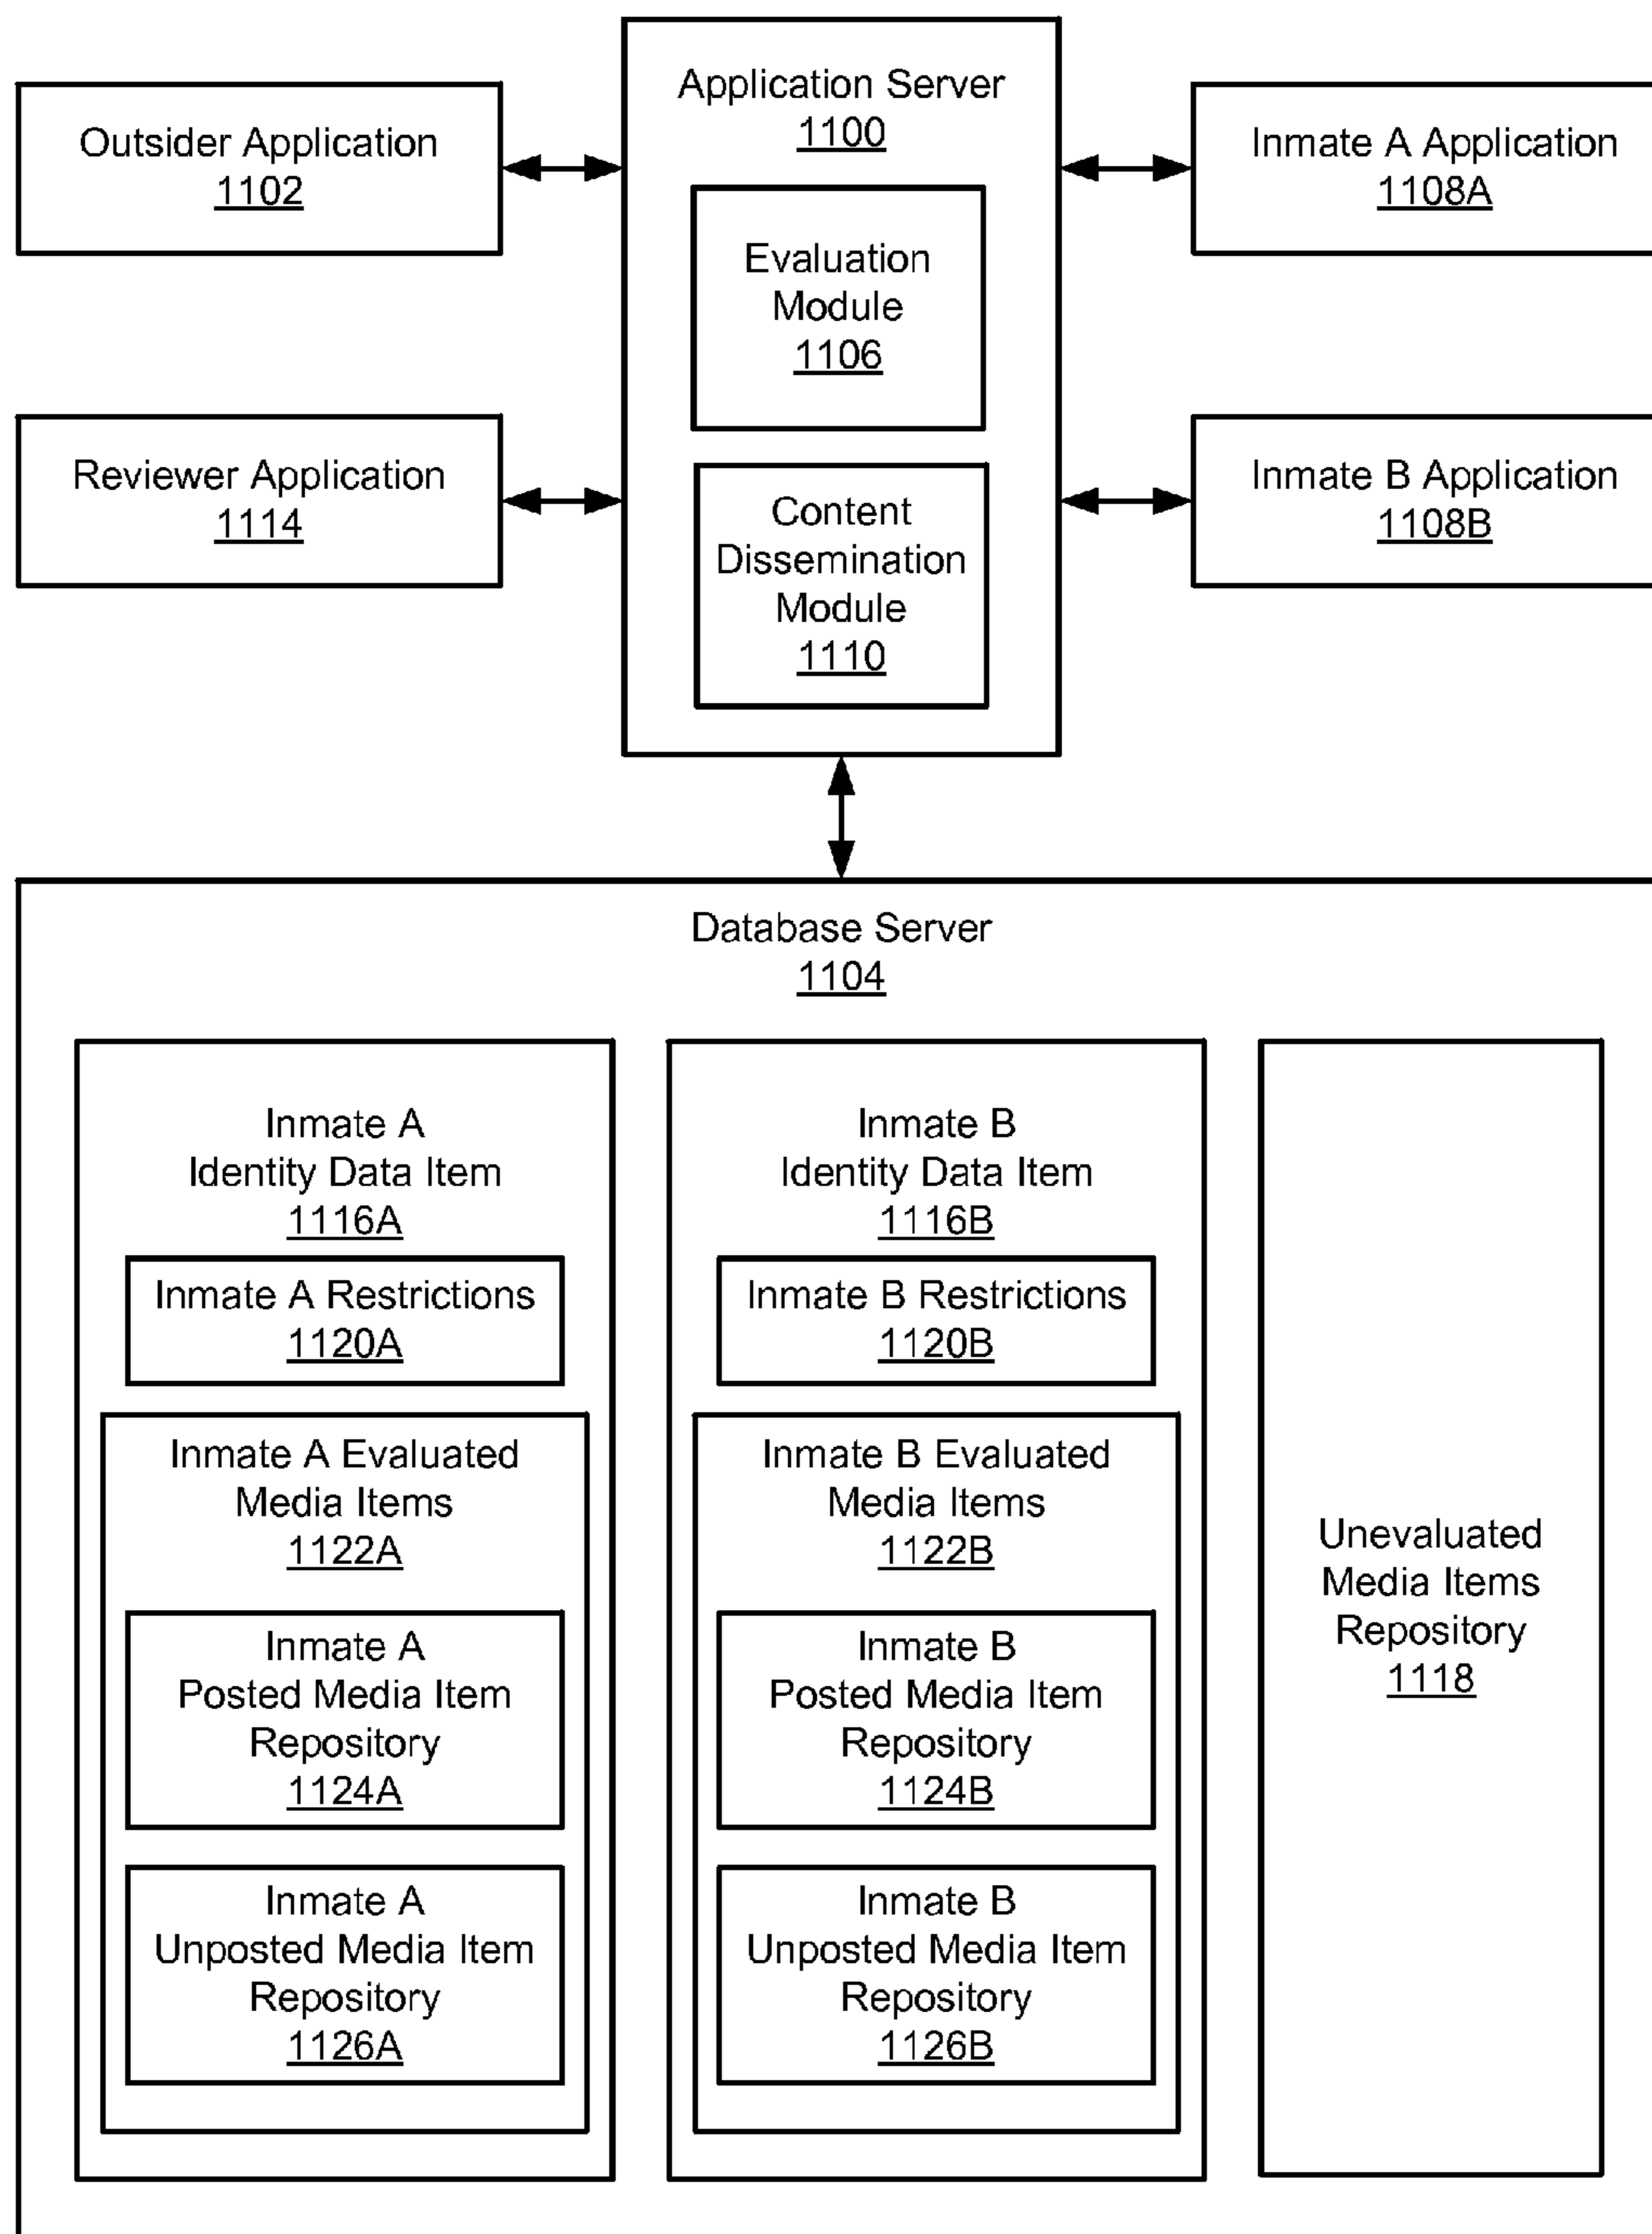 Application Server
1100
Outsider Application
1102
Inmate A Application
1108A
Evaluation
Module
1106
Reviewer Application
1114
Inmate B Application
1108B
Content
Dissemination
Module
1110
Database Server
1104
Inmate A
Identity Data Item
1116A
Inmate A Restrictions
1120A
Inmate A Evaluated
Media Items
1122A
Inmate A
Posted Media Item
Repository
1124A
Inmate A
Unposted Media Item
Repository
1126A
Inmate B
Identity Data Item
1116B
Inmate B Restrictions
1120B
Inmate B Evaluated
Media Items
1122B
Inmate B
Posted Media Item
Repository
1124B
Inmate B
Unposted Media Item
Repository
1126B
Unevaluated
Media Items
Repository
1118